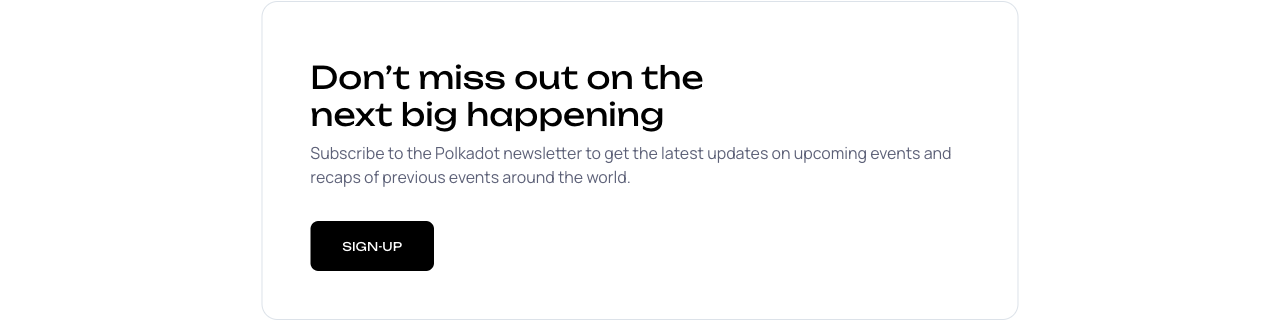 Don’t miss out on the
next big happening
Subscribe to the Polkadot newsletter to get the latest updates on upcoming events and
recaps of previous events around the world.
SIGN-UP